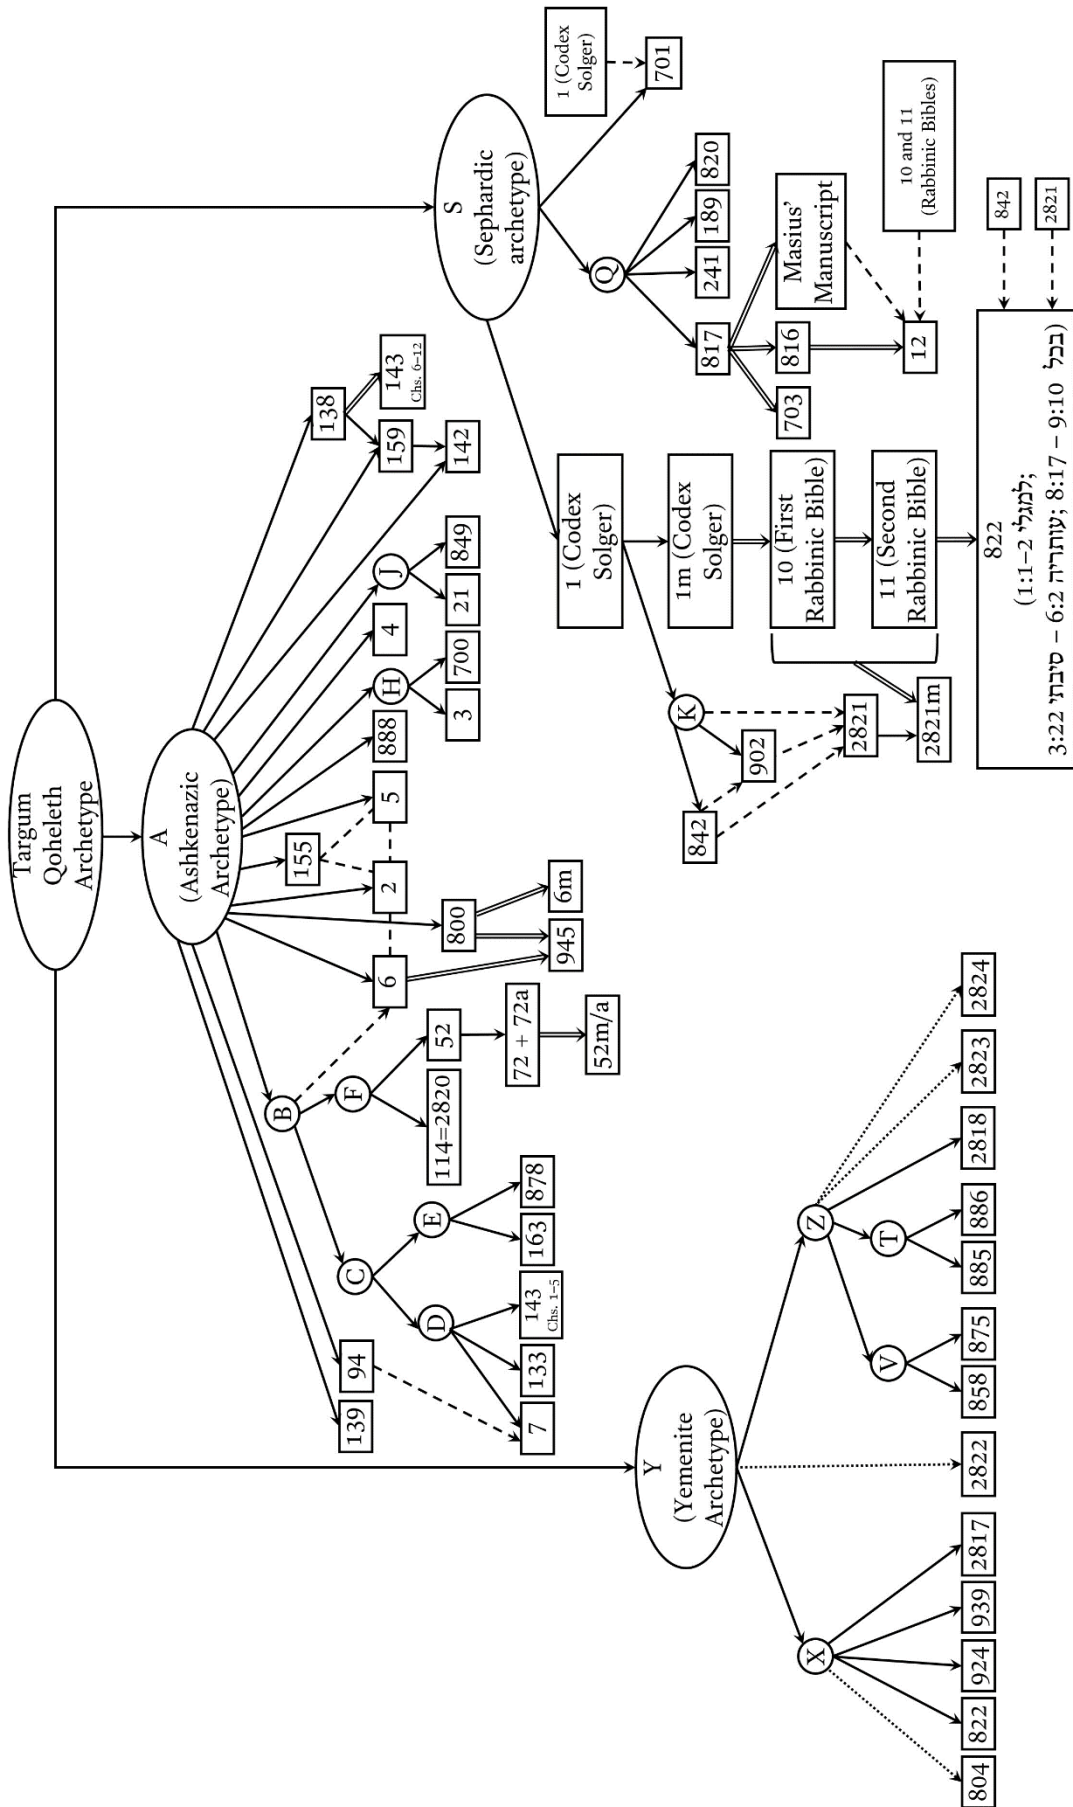 Targum
Qoheleth
Archetype
A
(Ashkenazic
Archetype)
139
94
B
C
D
E
7
133
143
Chs. 1–5
163
878
F
114=2820
52
72 + 72a
52m/a
6
2
155
5
800
945
6m
888
H
3
700
4
J
21
849
138
159
143
Chs. 6–12
142
S
(Sephardic
archetype)
1 (Codex
Solger)
K
842
902
2821
2821m
1m (Codex
Solger)
10 (First
Rabbinic Bible)
11 (Second
Rabbinic Bible)
822
(1:1–2 למגלי;
3:22 סיבתי – 6:2 עותריה; 8:17 – 9:10 בכל
842
2821
Q
817
241
189
820
703
816
Masius’
Manuscript
12
10 and 11
(Rabbinic Bibles)
1 (Codex
Solger)
701
Y
(Yemenite
Archetype)
X
804
822
924
939
2817
2822
Z
V
858
875
T
885
886
2818
2823
2824